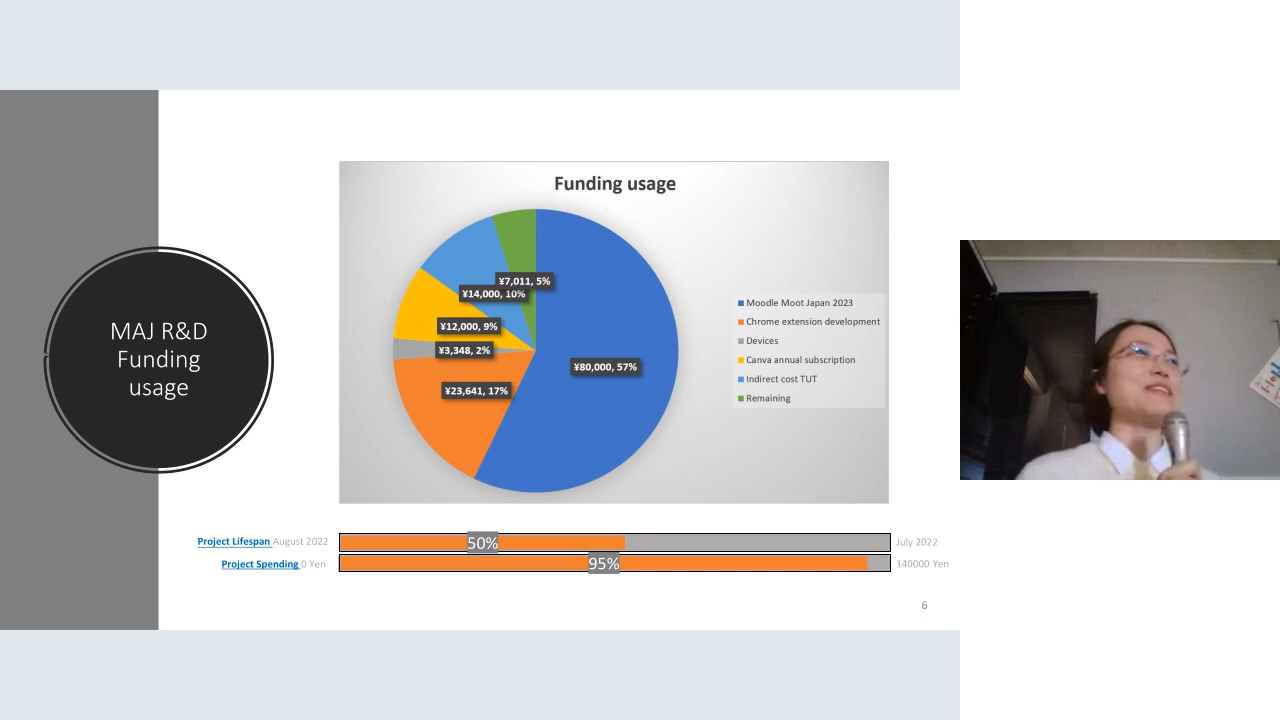 MAJ R&D
Funding
usage
Funding usage
¥7,011, 5%
¥14,000, 10%
¥12,000, 9%
¥3,348, 2%
¥23,641, 17%
¥80,000, 57%
Moodle Moot Japan 2023
Chrome extension development
Devices
Canva annual subscription
Indirect cost TUT
Remaining
Project Lifespan August 2022 50% July 2022
Project Spending 0 Yen 95% 140000 Yen
6